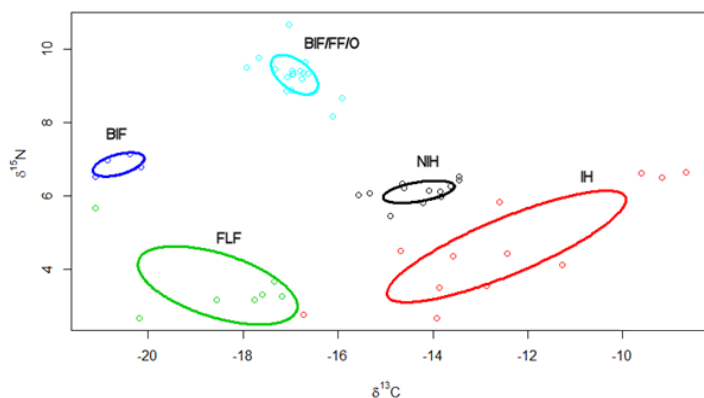 BIF/FF/O
BIF
NIH
IH
FLF
10
8
6
4
δ¹⁵N
-20
-18
-16
-14
-12
-10
δ¹³C